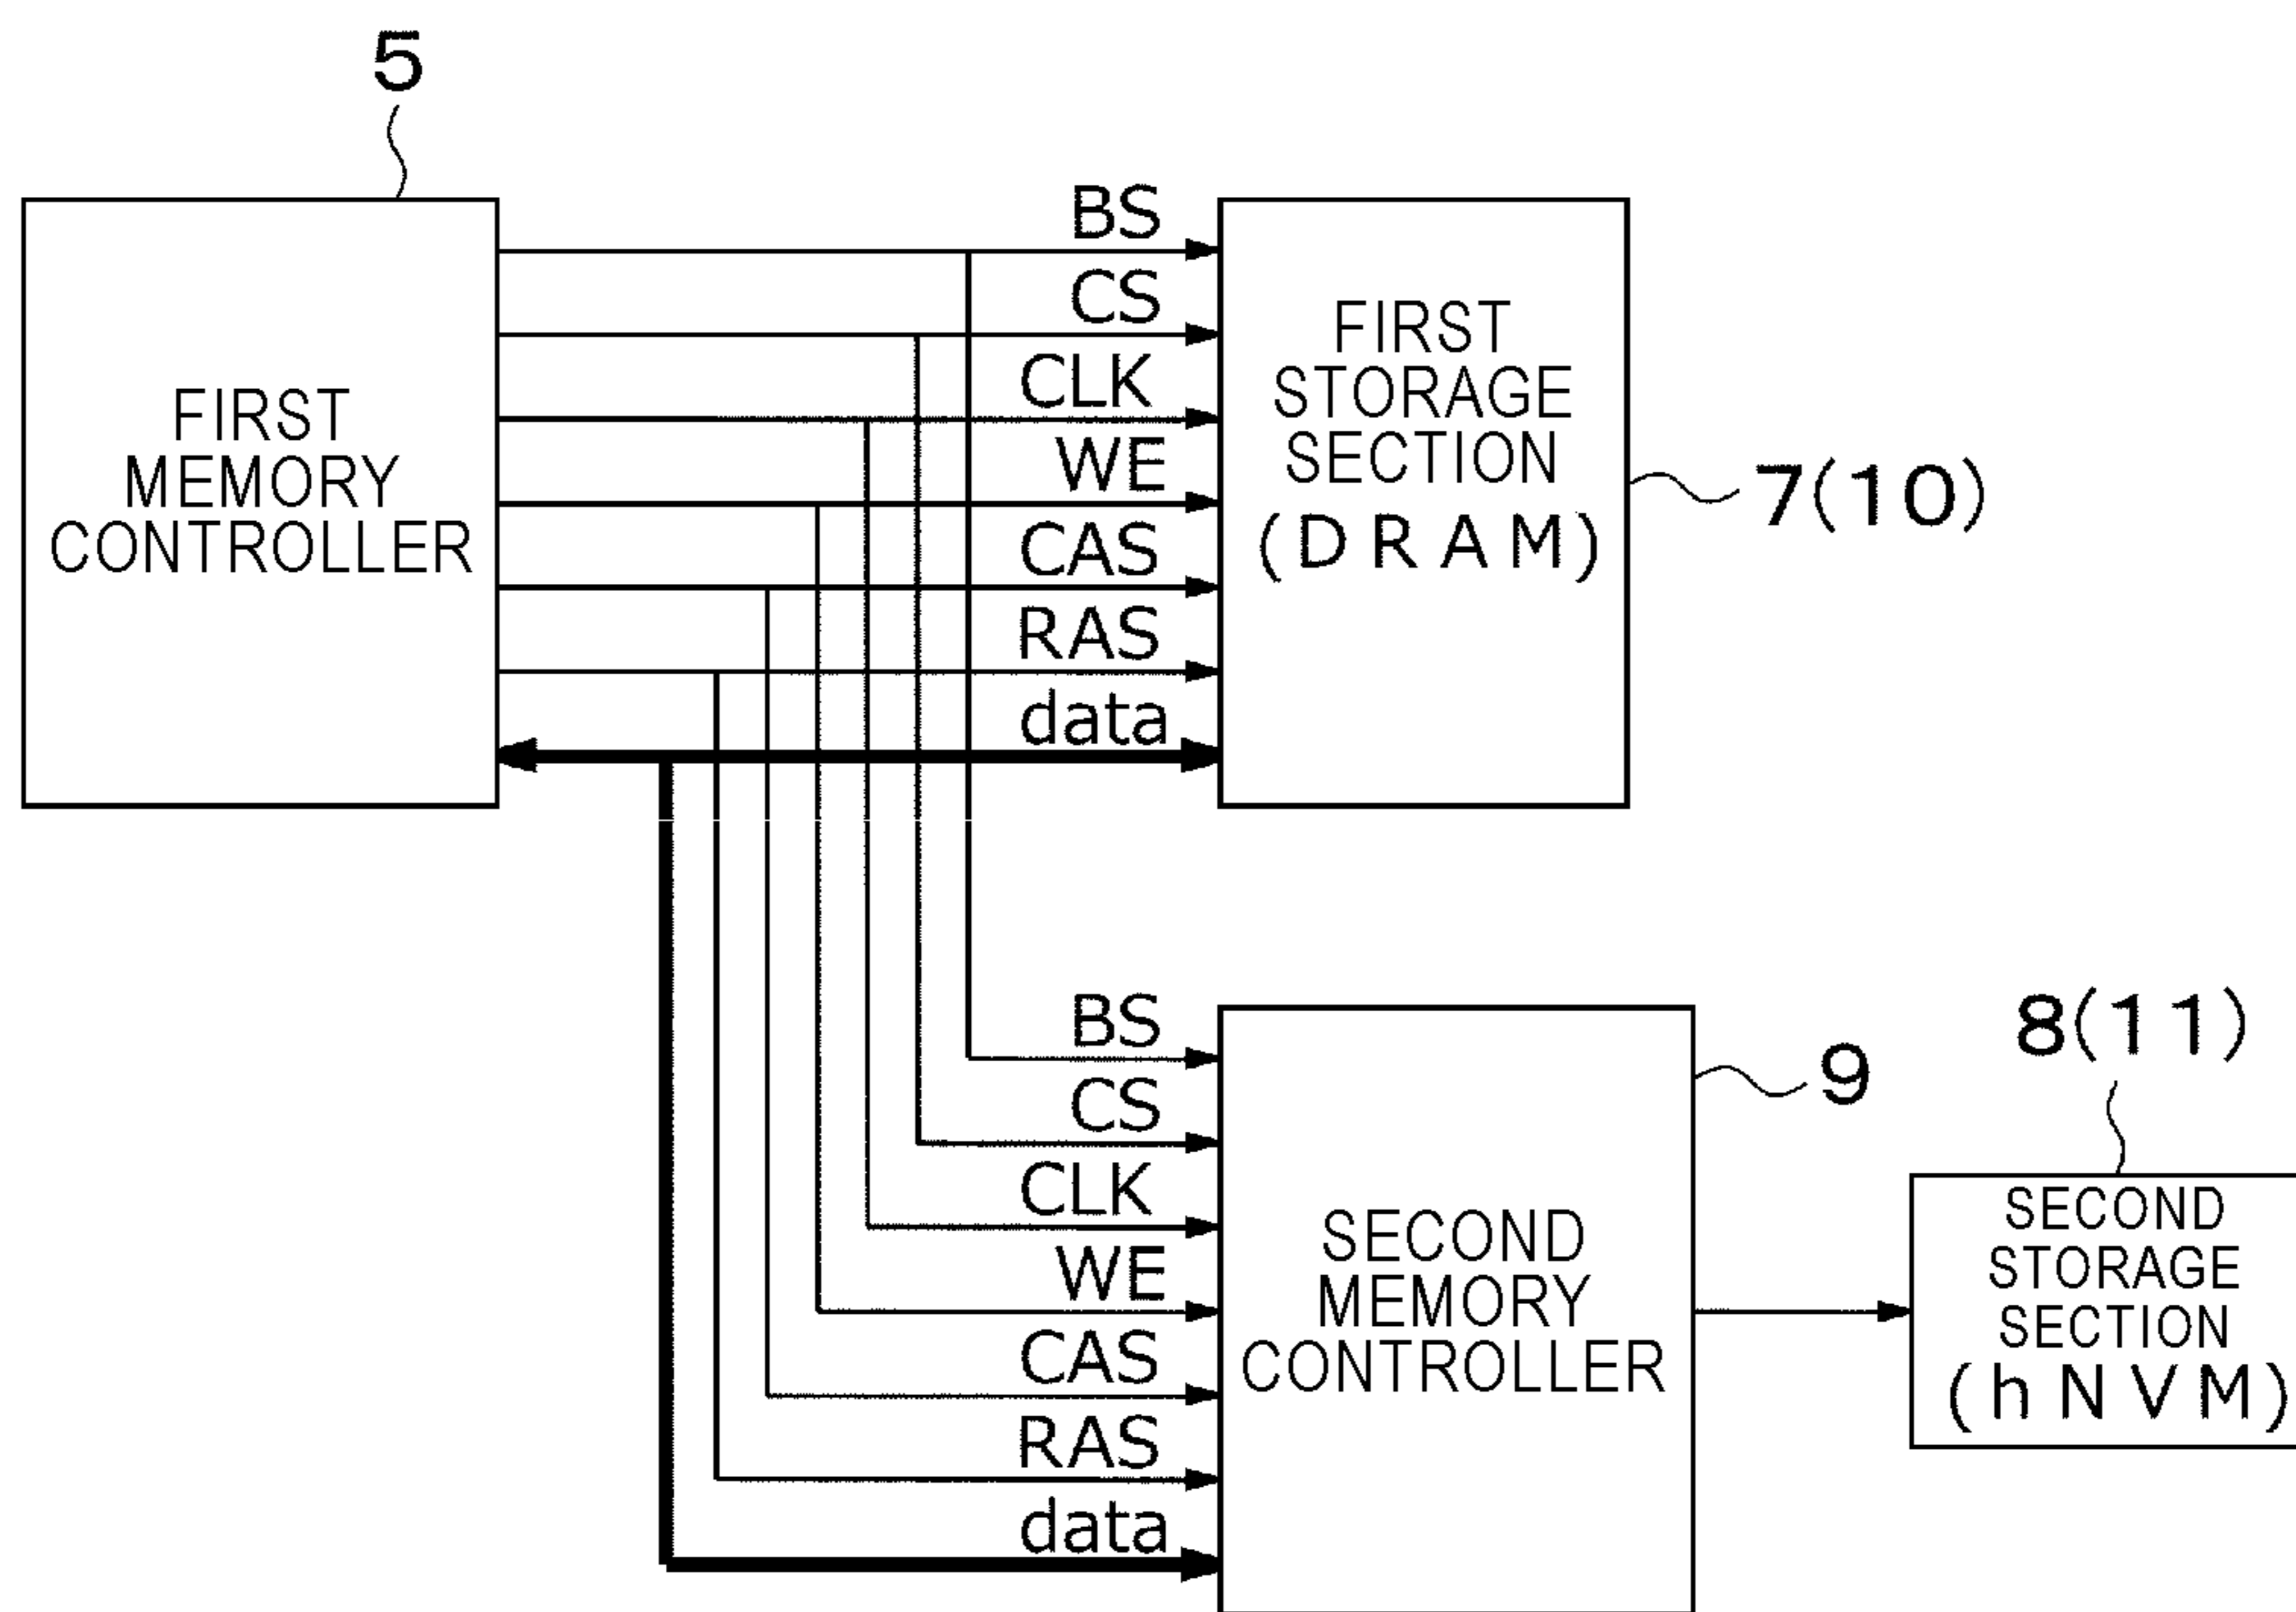 5
FIRST
MEMORY
CONTROLLER
BS
CS
CLK
WE
CAS
RAS
data
FIRST
STORAGE
SECTION
(DRAM)
7(10)
BS
CS
CLK
WE
CAS
RAS
data
SECOND
MEMORY
CONTROLLER
9
8(11)
SECOND
STORAGE
SECTION
(hNVM)